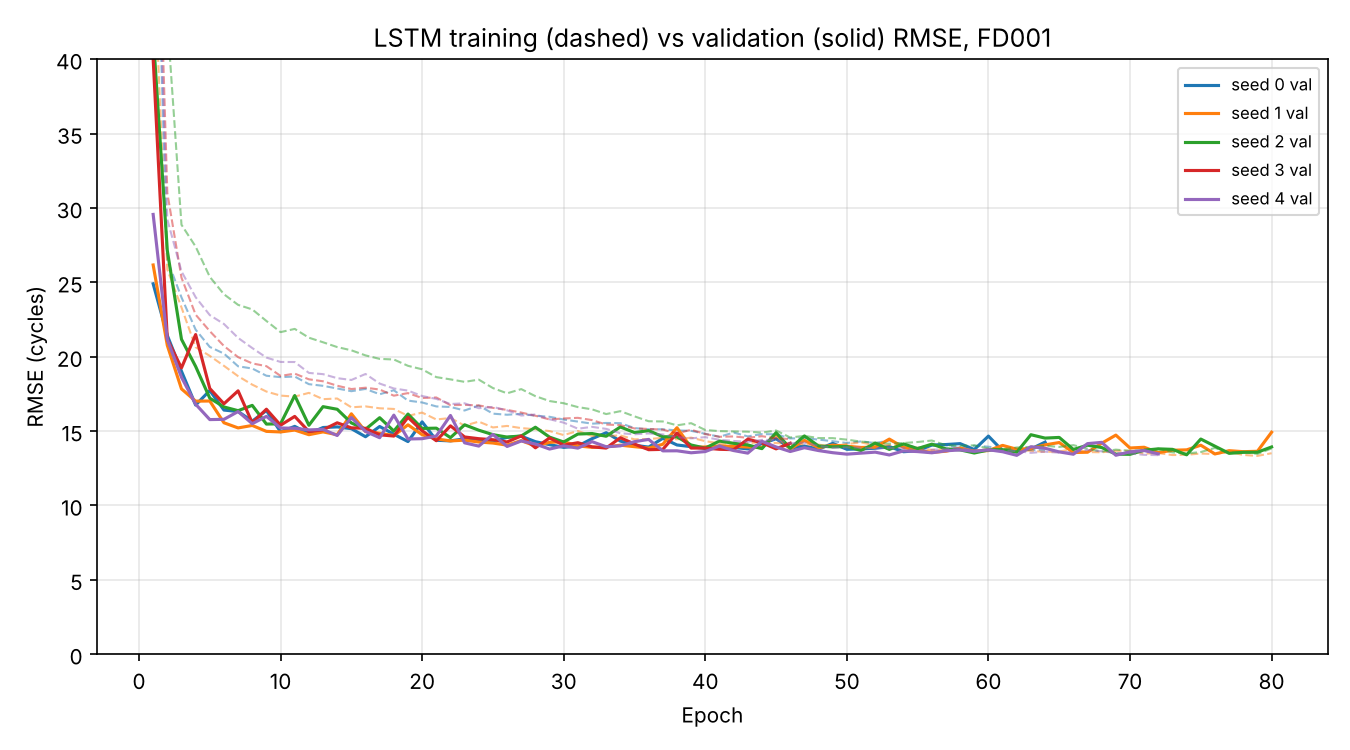 LSTM training (dashed) vs validation (solid) RMSE, FD001
40
35
30
25
20
15
10
5
0
RMSE (cycles)
seed 0 val
seed 1 val
seed 2 val
seed 3 val
seed 4 val
0 10 20 30 40 50 60 70 80
Epoch